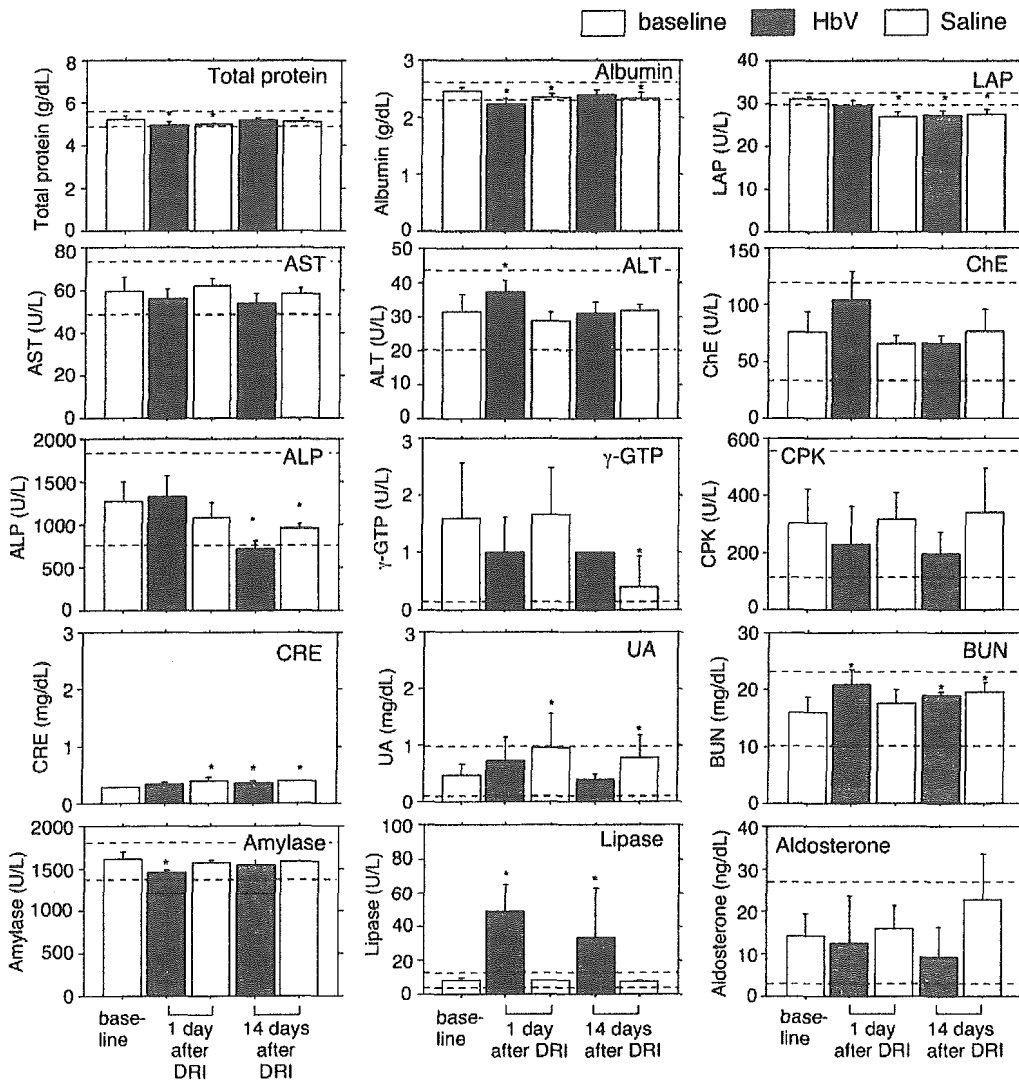 baseline HbV Saline
Total protein
Total protein (g/dL)
8
6
4
2
0
Albumin
Albumin (g/dL)
3
2
1
0
LAP
LAP (U/L)
40
30
20
10
0
AST
AST (U/L)
80
60
40
20
0
ALT
ALT (U/L)
50
40
30
20
10
0
ChE
ChE (U/L)
150
100
50
0
ALP
ALP (U/L)
2000
1500
1000
500
0
γ-GTP
γ-GTP (U/L)
3
2
1
0
CPK
CPK (U/L)
600
400
200
0
CRE
CRE (mg/dL)
3
2
1
0
UA
UA (mg/dL)
3
2
1
0
BUN
BUN (mg/dL)
30
20
10
0
Amylase
Amylase (U/L)
2000
1500
1000
500
0
Lipase
Lipase (U/L)
100
80
60
40
20
0
Aldosterone
Aldosterone (ng/dL)
40
30
20
10
0
base-
line
1 day
after
DRI
14 days
after
DRI
base-
line
1 day
after DRI
14 days
after DRI
base-
line
1 day
after DRI
14 days
after DRI